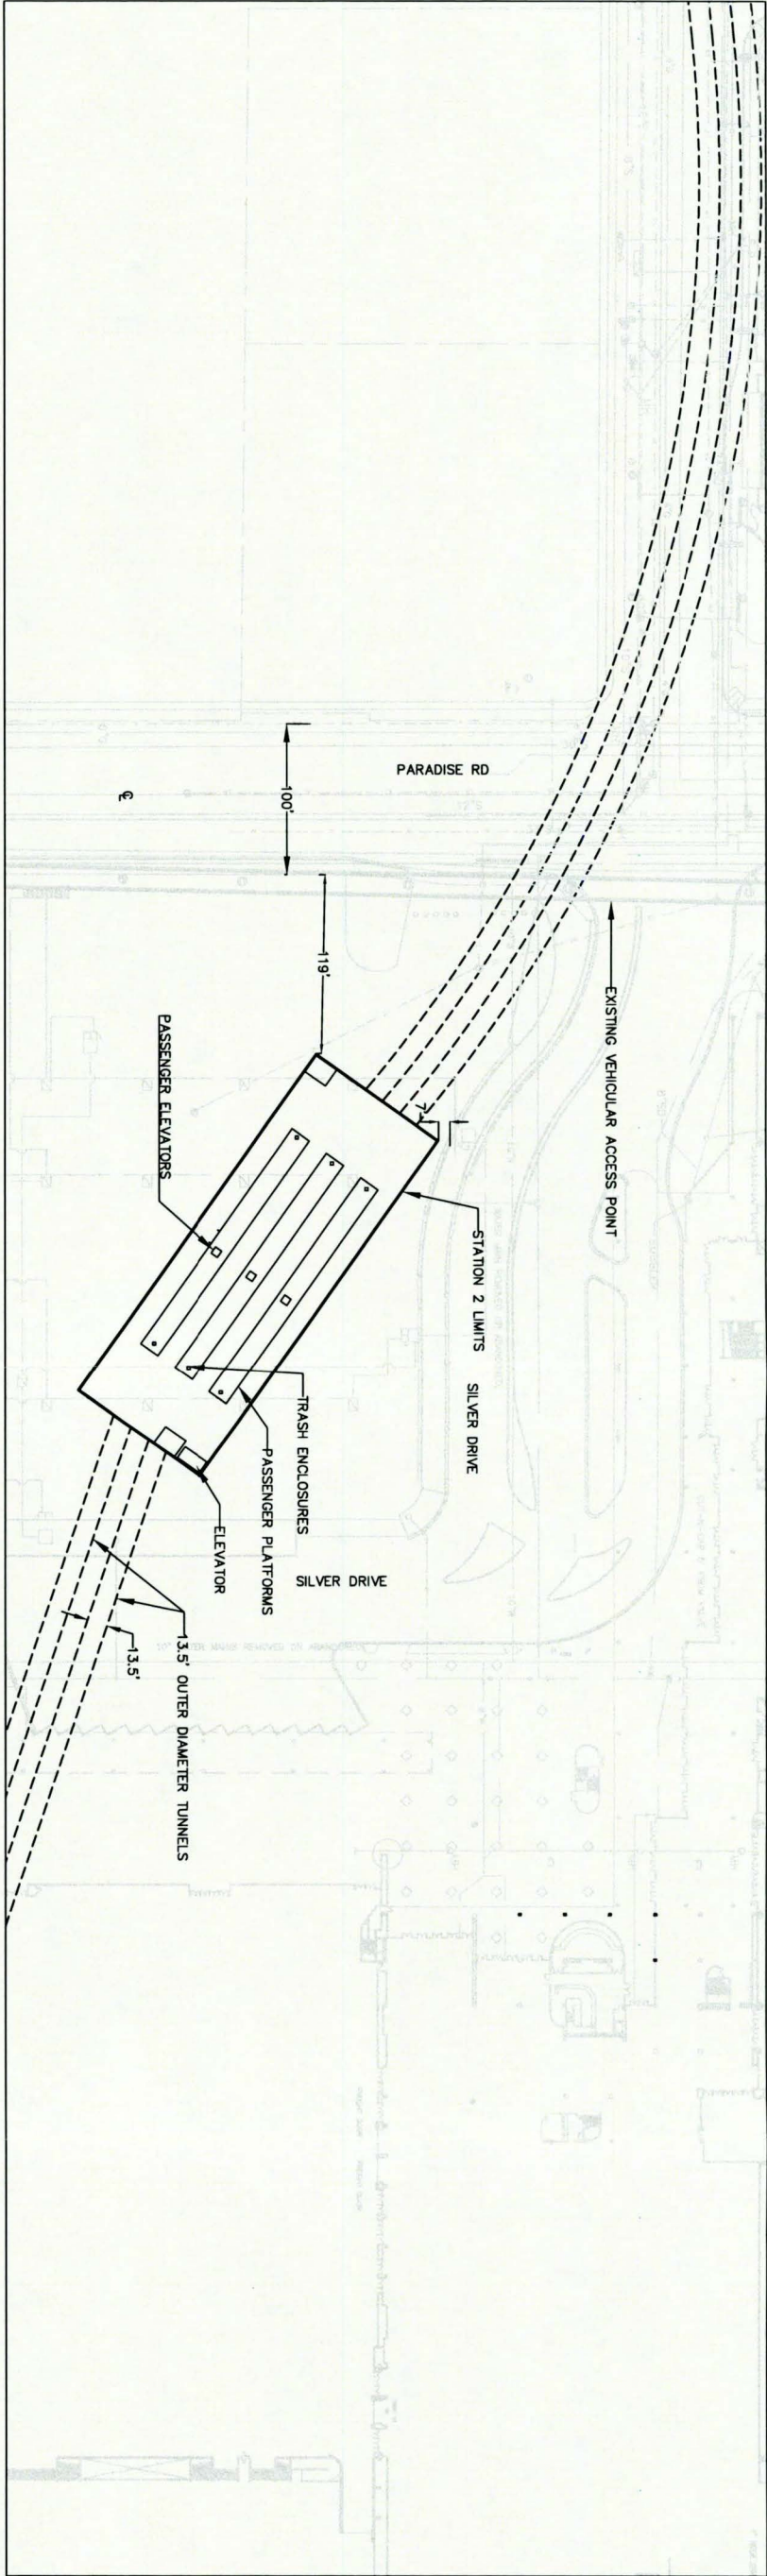 PARADISE RD
100'
119'
EXISTING VEHICULAR ACCESS POINT
7'
PASSENGER ELEVATORS
STATION 2 LIMITS
SILVER DRIVE
TRASH ENCLOSURES
PASSENGER PLATFORMS
ELEVATOR
SILVER DRIVE
13.5'
13.5' OUTER DIAMETER TUNNELS